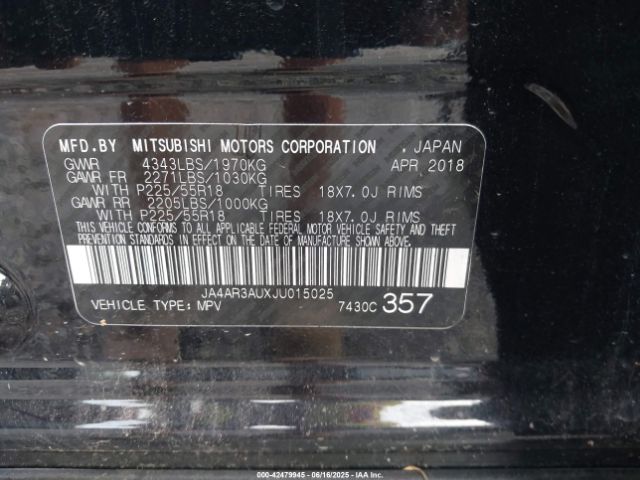 MFD.BY MITSUBISHI MOTORS CORPORATION . JAPAN
GVWR 4343LBS/1970KG APR 2018
GAWR FR 2271LBS/1030KG
WITH P225/55R18 TIRES 18X7.0J RIMS
GAWR RR 2205LBS/1000KG
WITH P225/55R18 TIRES 18X7.0J RIMS
THIS VEHICLE CONFORMS TO ALL APPLICABLE FEDERAL MOTOR VEHICLE SAFETY AND THEFT
PREVENTION STANDARDS IN EFFECT ON THE DATE OF MANUFACTURE SHOWN ABOVE.
JA4AR3AUXJU015025
VEHICLE TYPE: MPV 7430C 357
000-42479945 - 06/16/2025 - IAAI.COM